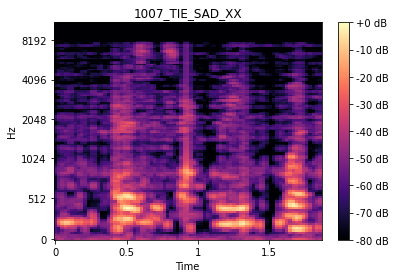 1007_TIE_SAD_XX
8192
4096
2048
1024
512
0
Hz
0
0.5
1
1.5
Time
+0 dB
-10 dB
-20 dB
-30 dB
-40 dB
-50 dB
-60 dB
-70 dB
-80 dB